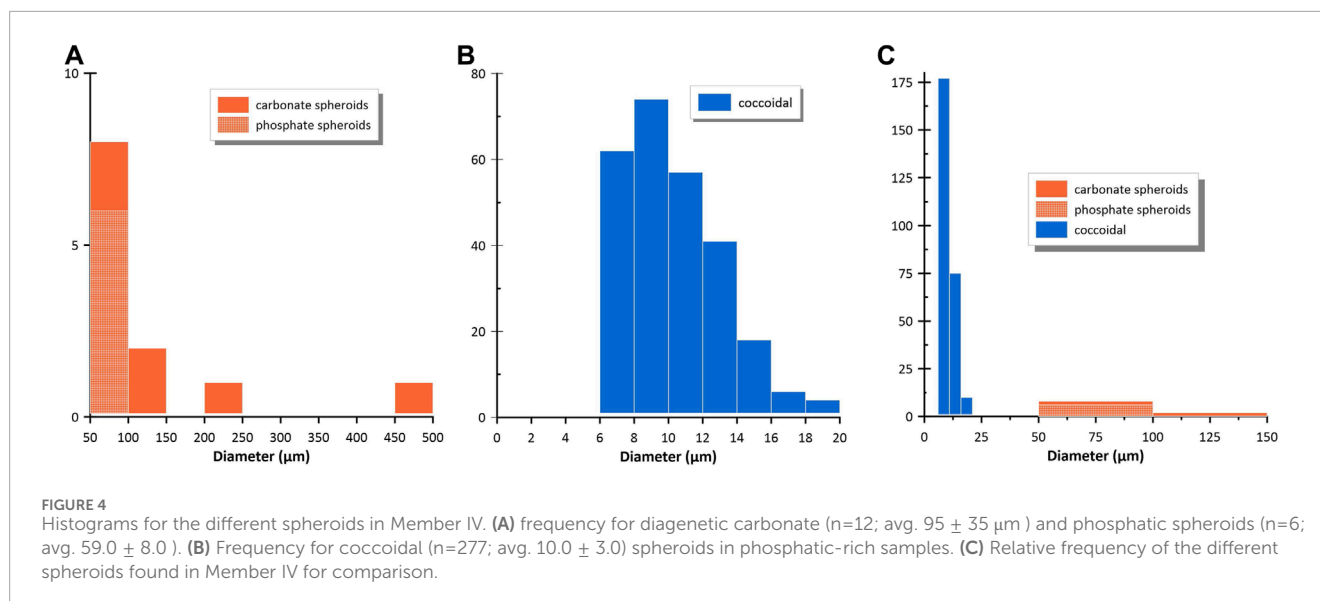 A
10
5
0
50 100 150 200 250 300 350 400 450 500
Diameter (μm)
carbonate spheroids
phosphate spheroids
B
80
60
40
20
0
0 2 4 6 8 10 12 14 16 18 20
Diameter (μm)
coccoidal
C
175
150
125
100
75
50
25
0
0 25 50 75 100 125 150
Diameter (μm)
carbonate spheroids
phosphate spheroids
coccoidal
FIGURE 4
Histograms for the different spheroids in Member IV. (A) frequency for diagenetic carbonate (n=12; avg. 95 ± 35 μm ) and phosphatic spheroids (n=6;
avg. 59.0 ± 8.0 ). (B) Frequency for coccoidal (n=277; avg. 10.0 ± 3.0) spheroids in phosphatic-rich samples. (C) Relative frequency of the different
spheroids found in Member IV for comparison.